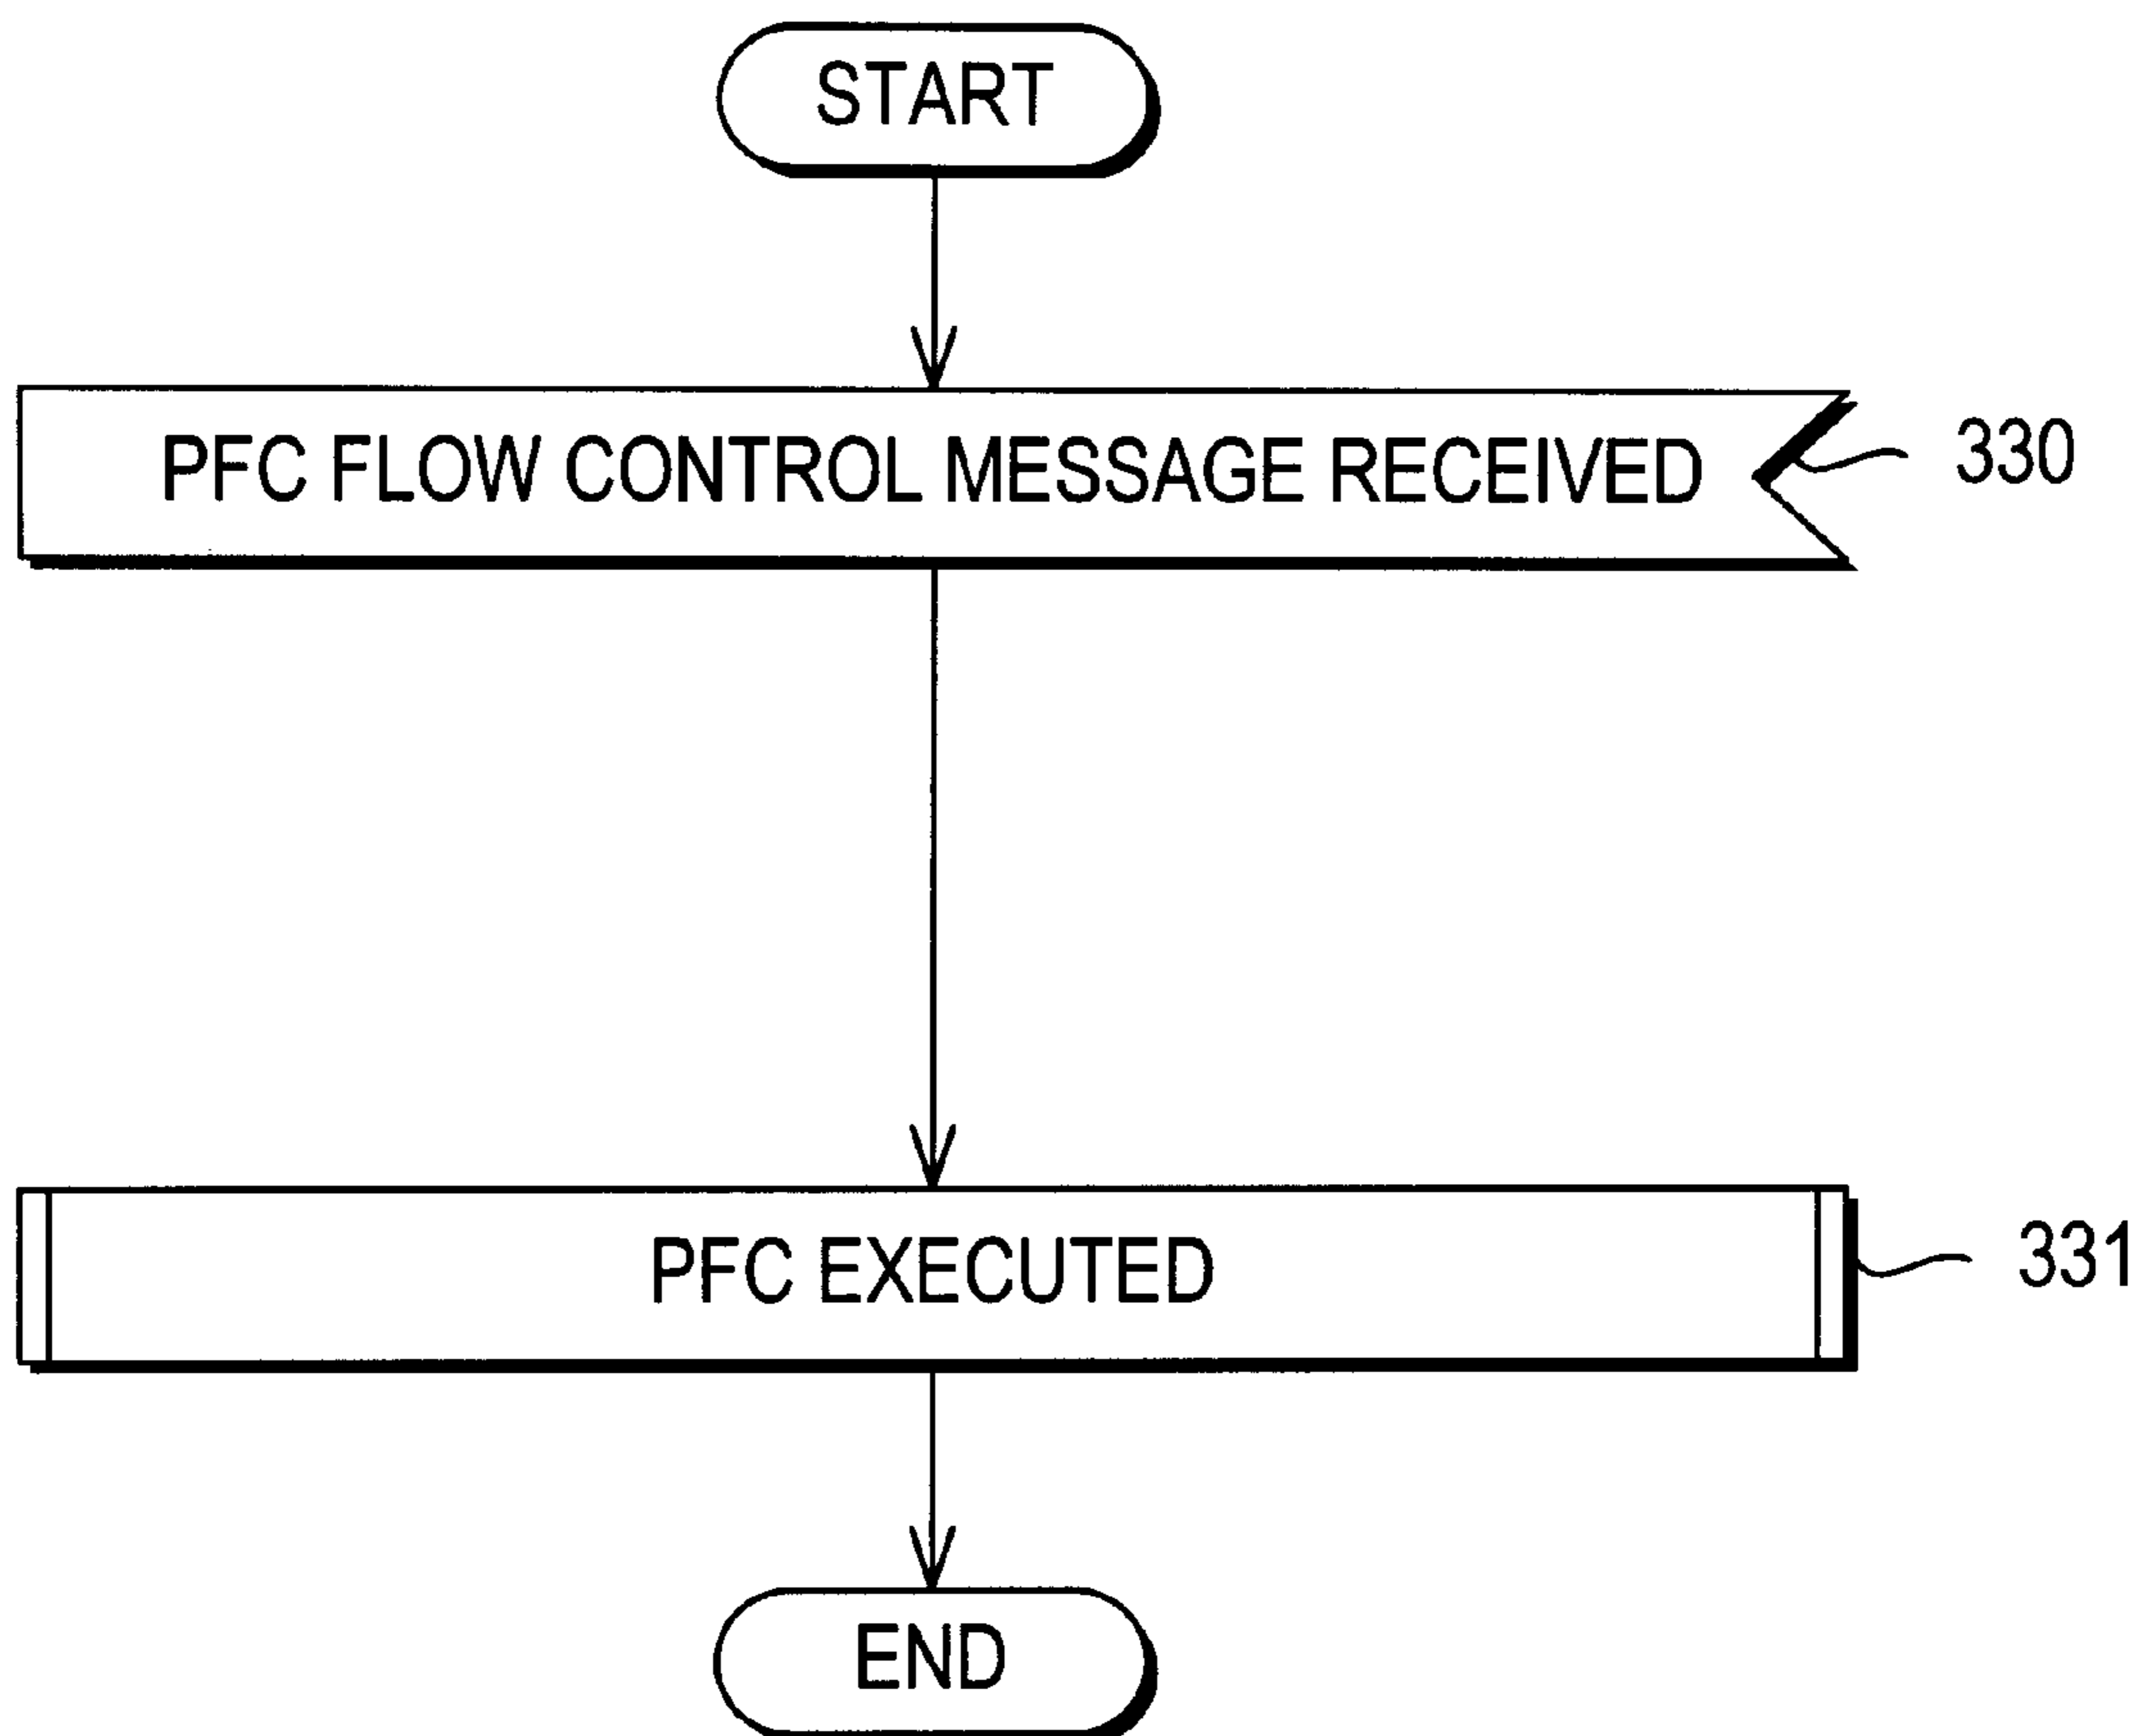 START
PFC FLOW CONTROL MESSAGE RECEIVED
330
PFC EXECUTED
331
END